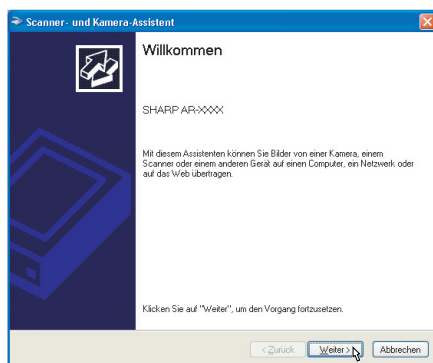 Scanner- und Kamera-Assistent
Willkommen
SHARP AR-XXXX
Mit diesem Assistenten können Sie Bilder von einer Kamera, einem
Scanner oder einem anderen Gerät auf einen Computer, ein Netzwerk oder
auf das Web übertragen.
Klicken Sie auf "Weiter", um den Vorgang fortzusetzen.
< Zurück Weiter > Abbrechen